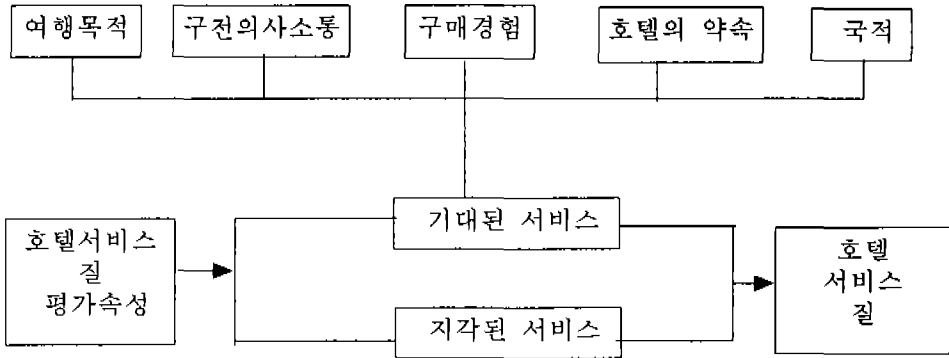 여행목적
구전의사소통
구매경험
호텔의 약속
국적
기대된 서비스
호텔서비스
질
평가속성
호텔
서비스
질
지각된 서비스